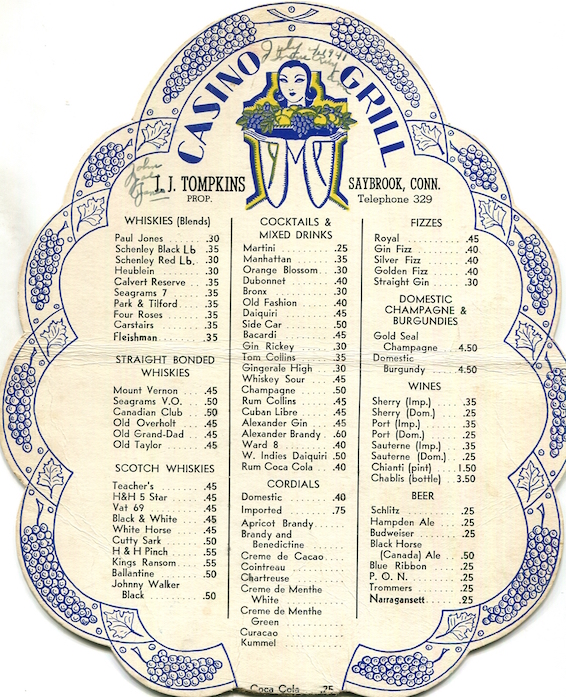 CASINO GRILL
July 1941
John
J. J. TOMPKINS
PROP.
SAYBROOK, CONN.
Telephone 329
WHISKIES (Blends)
Paul Jones .30
Schenley Black Lb .35
Schenley Red Lb. .30
Heublein .30
Calvert Reserve .35
Seagrams 7 .35
Park & Tilford .35
Four Roses .35
Carstairs .35
Fleishman .35
STRAIGHT BONDED
WHISKIES
Mount Vernon .45
Seagrams V.O. .50
Canadian Club .50
Old Overholt .45
Old Grand-Dad .45
Old Taylor .45
SCOTCH WHISKIES
Teacher's .45
H&H 5 Star .45
Vat 69 .45
Black & White .45
White Horse .45
Cutty Sark .50
H & H Pinch .55
Kings Ransom .55
Ballantine .50
Johnny Walker
Black .50
COCKTAILS &
MIXED DRINKS
Martini .25
Manhattan .35
Orange Blossom .30
Dubonnet .40
Bronx .30
Old Fashion .40
Daiquiri .45
Side Car .50
Bacardi .45
Gin Rickey .30
Tom Collins .35
Gingerale High .30
Whiskey Sour .45
Champagne .50
Rum Collins .45
Cuban Libre .45
Alexander Gin .45
Alexander Brandy .60
Ward 8 .40
W. Indies Daiquiri .50
Rum Coca Cola .40
CORDIALS
Domestic .40
Imported .75
Apricot Brandy
Brandy and
Benedictine
Creme de Cacao
Cointreau
Chartreuse
Creme de Menthe
White
Creme de Menthe
Green
Curacao
Kummel
Coca Cola .25
FIZZES
Royal .45
Gin Fizz .40
Silver Fizz .40
Golden Fizz .40
Straight Gin .30
DOMESTIC
CHAMPAGNE &
BURGUNDIES
Gold Seal
Champagne 4.50
Domestic
Burgundy 4.50
WINES
Sherry (Imp.) .35
Sherry (Dom.) .25
Port (Imp.) .35
Port (Dom.) .25
Sauterne (Imp.) .35
Sauterne (Dom.) .25
Chianti (pint) 1.50
Chablis (bottle) 3.50
BEER
Schlitz .25
Hampden Ale .25
Budweiser .25
Black Horse
(Canada) Ale .50
Blue Ribbon .25
P. O. N. .25
Trommers .25
Narragansett .25